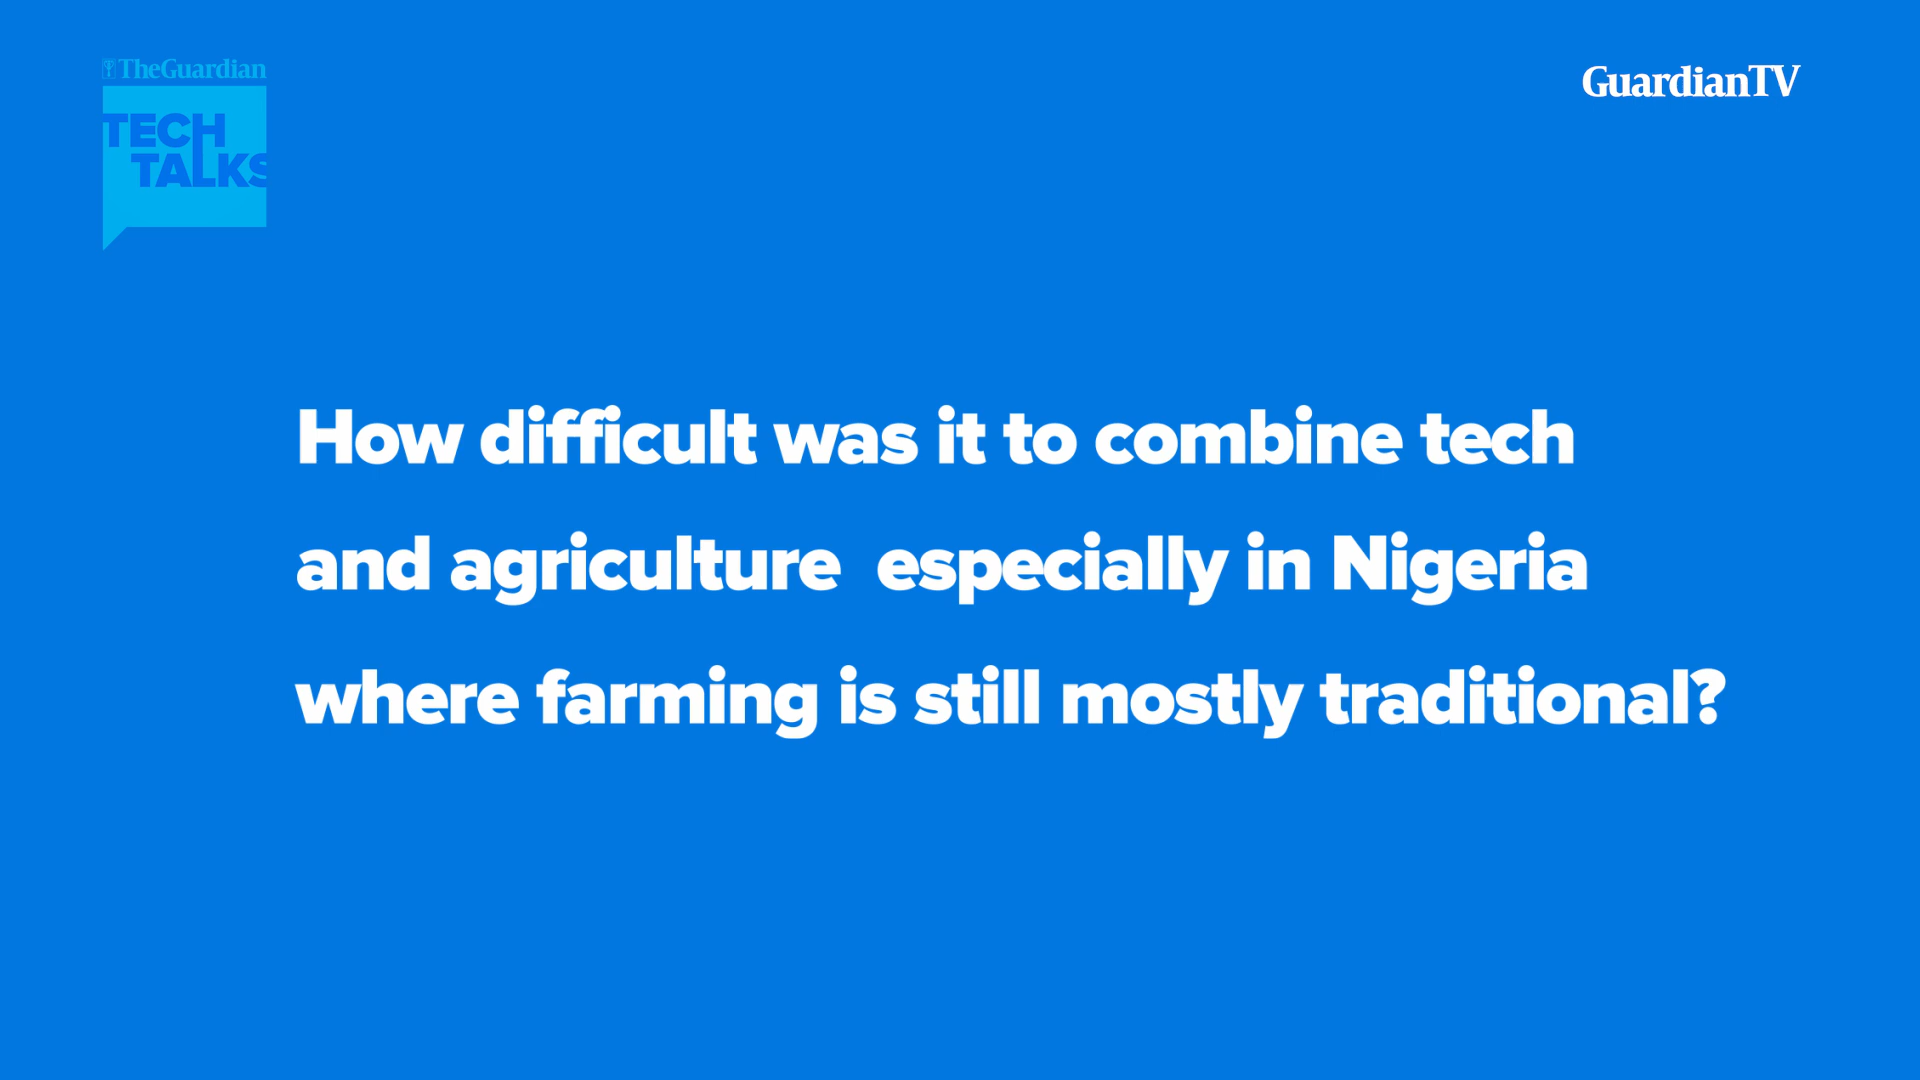 TheGuardian
TECH
TALKS
GuardianTV
How difficult was it to combine tech
and agriculture  especially in Nigeria
where farming is still mostly traditional?